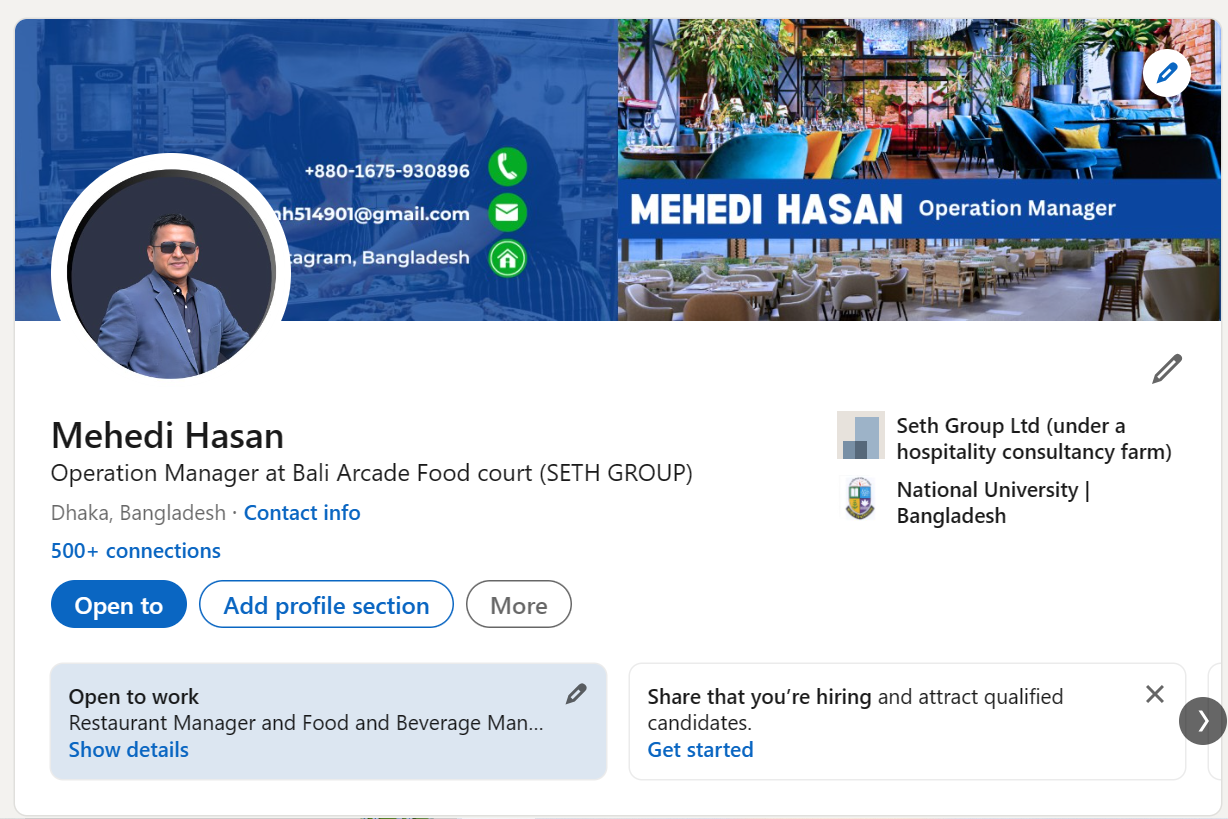 +880-1675-930896
h514901@gmail.com
tagram, Bangladesh
MEHEDI HASAN Operation Manager
Mehedi Hasan
Operation Manager at Bali Arcade Food court (SETH GROUP)
Dhaka, Bangladesh · Contact info
500+ connections
Open to
Add profile section
More
Seth Group Ltd (under a
hospitality consultancy farm)
National University |
Bangladesh
Open to work
Restaurant Manager and Food and Beverage Man...
Show details
Share that you’re hiring and attract qualified
candidates.
Get started